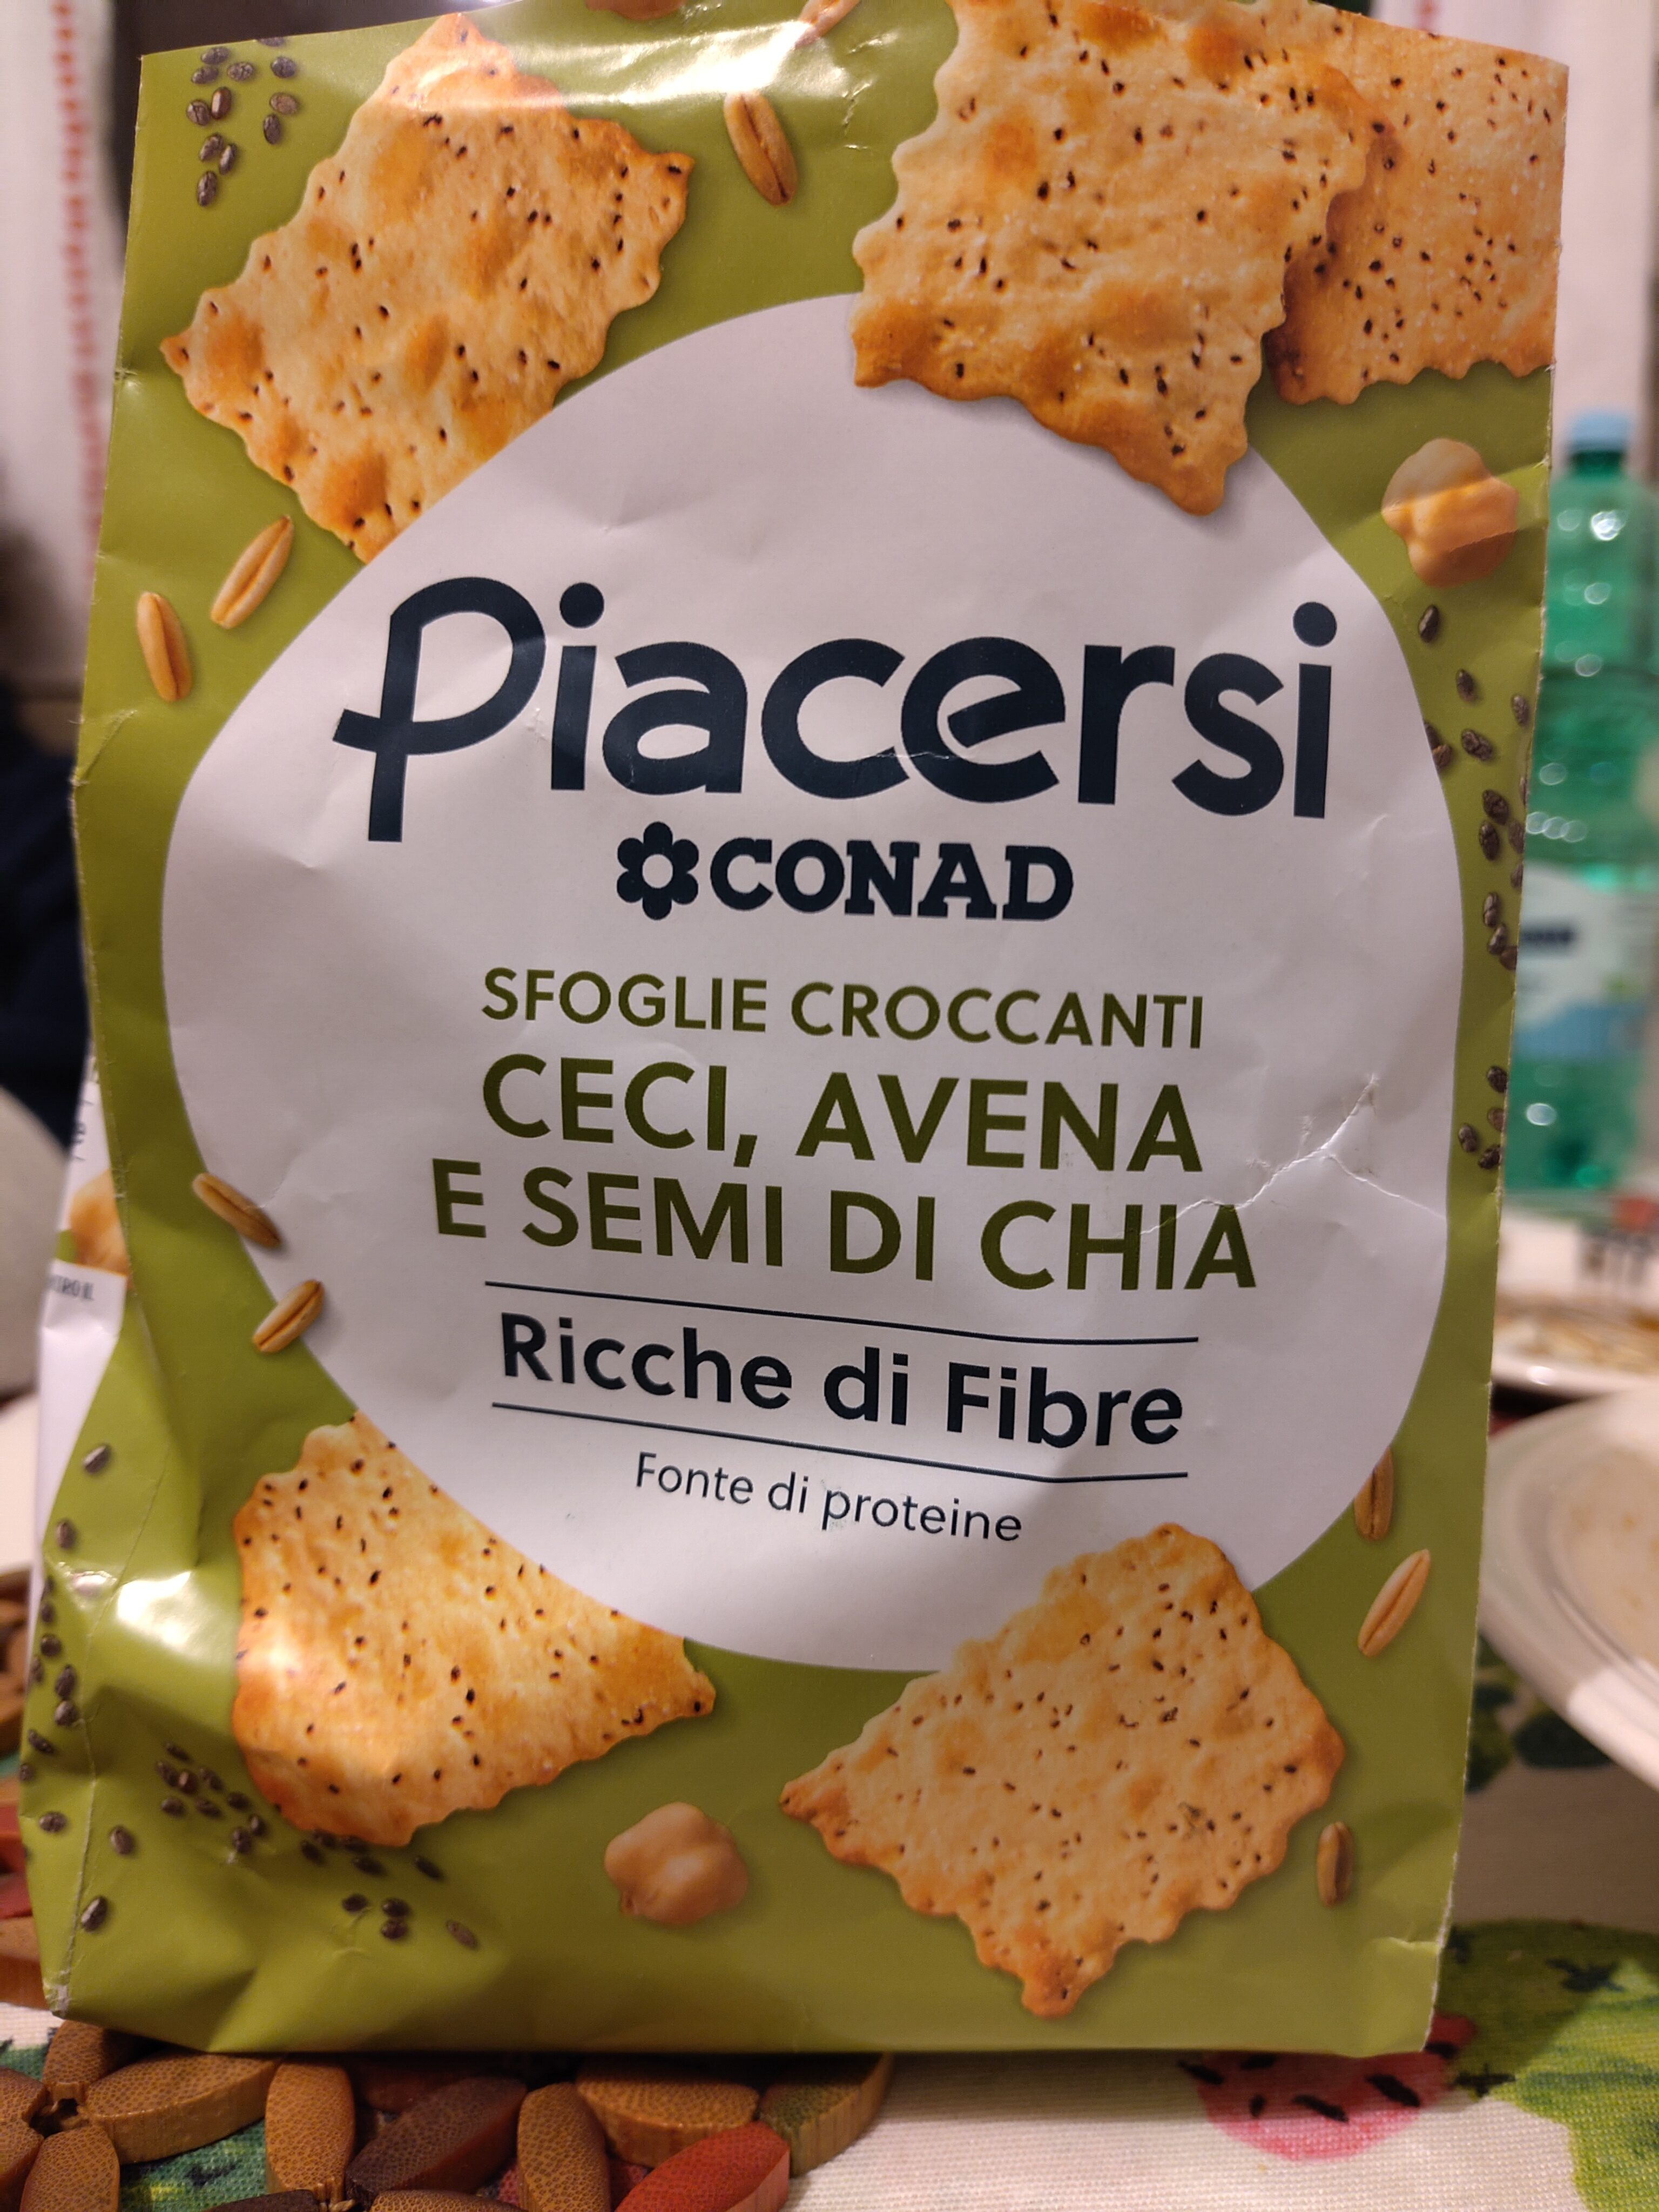 Piacersi
CONAD
SFOGLIE CROCCANTI
CECI, AVENA
E SEMI DI CHIA
Ricche di Fibre
Fonte di proteine